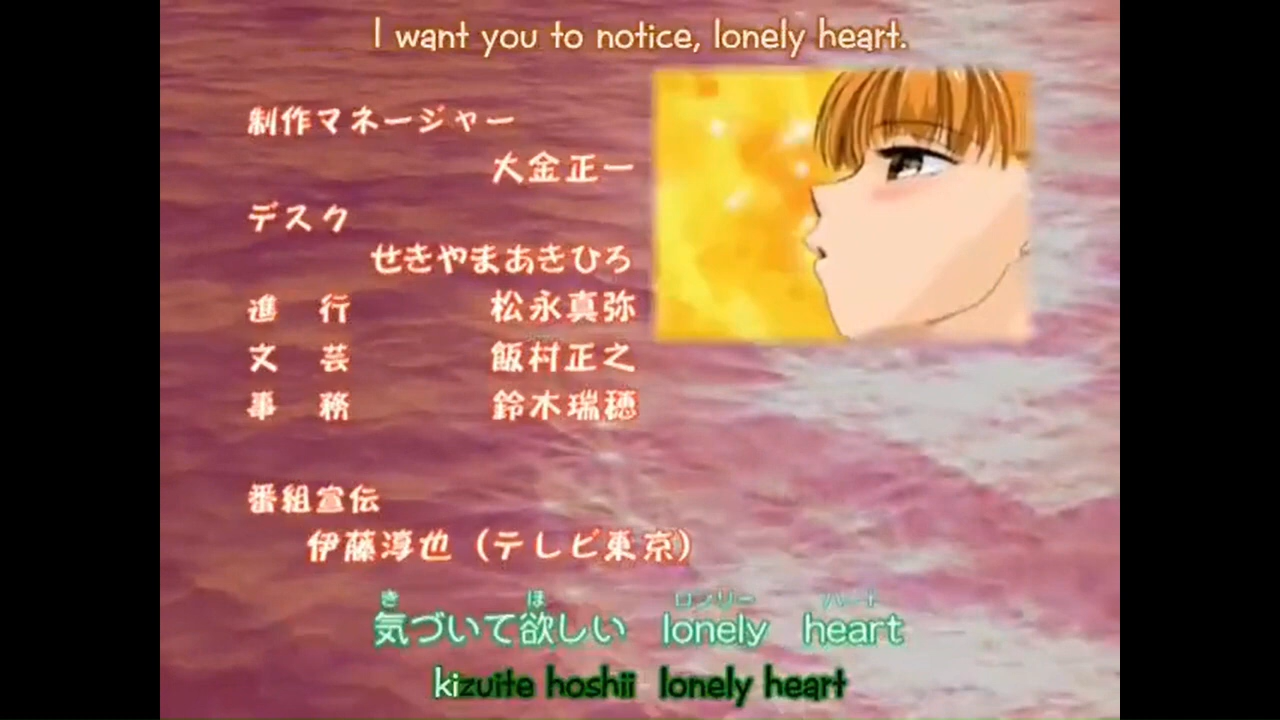 I want you to notice, lonely heart.
制作マネージャー
大金正一
デスク
せきやまあきひろ
進 行 松永真弥
文 芸 飯村正之
事 務 鈴木瑞穂
番組宣伝
伊藤淳也（テレビ東京）
き ほ ロンリー ハート
気づいて欲しい lonely heart
kizuite hoshii lonely heart